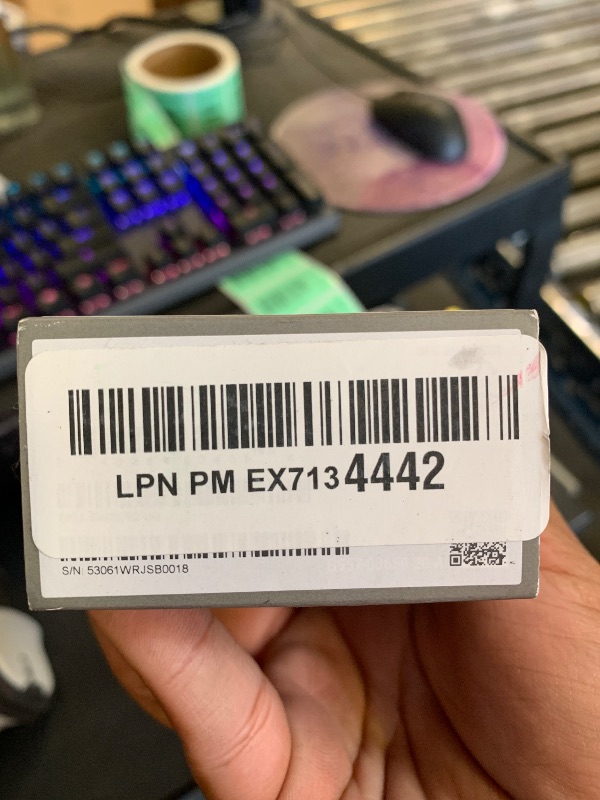 LPN PM EX7134442
S/N: 53061WRJSB0018